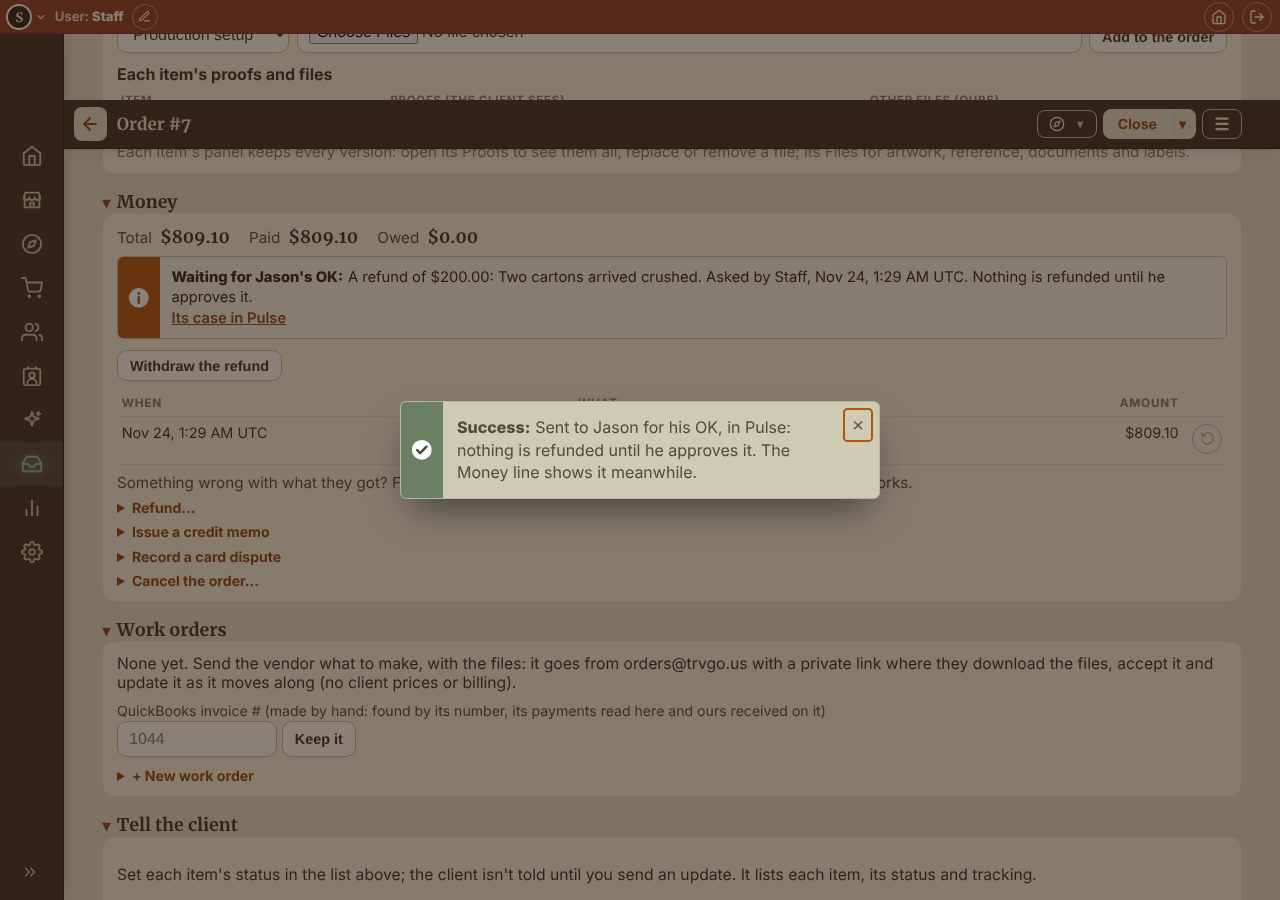 S
User: Staff
Production setup
Choose Files No file chosen
Add to the order
Each item's proofs and files
ITEM PROOFS (THE CLIENT SEES) OTHER FILES (OURS)
Order #7
Close
Each item's panel keeps every version: open its Proofs to see them all, replace or remove a file; its Files for artwork, reference, documents and labels.
Money
Total $809.10 Paid $809.10 Owed $0.00
Waiting for Jason's OK: A refund of $200.00: Two cartons arrived crushed. Asked by Staff, Nov 24, 1:29 AM UTC. Nothing is refunded until he
approves it.
Its case in Pulse
Withdraw the refund
WHEN WHAT AMOUNT
Nov 24, 1:29 AM UTC $809.10
Success: Sent to Jason for his OK, in Pulse:
nothing is refunded until he approves it. The
Money line shows it meanwhile.
Something wrong with what they got?
Refund...
Issue a credit memo
Record a card dispute
Cancel the order...
Work orders
None yet. Send the vendor what to make, with the files: it goes from orders@trvgo.us with a private link where they download the files, accept it and
update it as it moves along (no client prices or billing).
QuickBooks invoice # (made by hand: found by its number, its payments read here and ours received on it)
1044
Keep it
+ New work order
Tell the client
Set each item's status in the list above; the client isn't told until you send an update. It lists each item, its status and tracking.